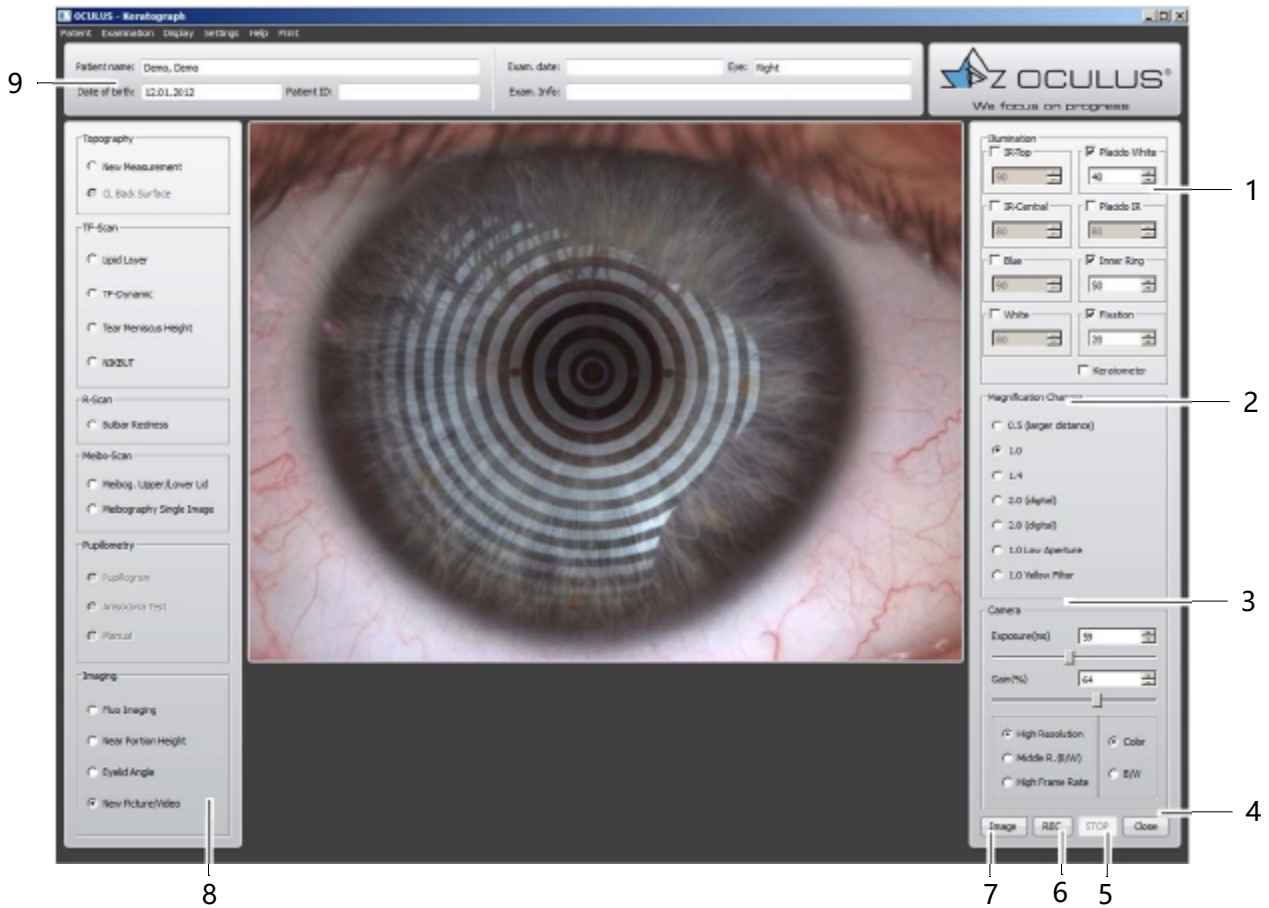 OCULUS - Keratograph
Patient Examination Display Settings Help Print
Patient name: Demo, Demo
Date of birth: 12.01.2012 Patient ID:
Exam. date: Eye: Right
Exam. Info:
OCULUS®
We focus on progress
9
Topography
New Measurement
CL Back Surface
TF-Scan
Lipid Layer
TF-Dynamic
Tear Meniscus Height
NIKBUT
R-Scan
Bulbar Redness
Meibo-Scan
Meibog. Upper/Lower Lid
Meibography Single Image
Pupillometry
Pupillogram
Anisocoria Test
Manual
Imaging
Fluo Imaging
Near Portion Height
Eyelid Angle
New Picture/Video
8
Illumination
IR-Top Placido White
90 40
1
IR-Central Placido IR
80 80
Blue Inner Ring
90 50
White Fixation
80 20
Keratometer
Magnification
2
0.5 (larger distance)
1.0
1.4
2.0 (digital)
2.8 (digital)
1.0 Low Aperture
1.0 Yellow Filter
3
Camera
Exposure(ms) 59
Gain(%) 64
High Resolution
Color
Middle R. (B/W)
B/W
High Frame Rate
4
Image REC STOP Close
7 6 5